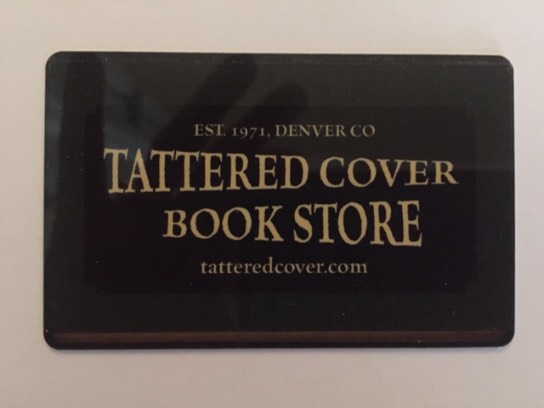 EST. 1971, DENVER CO
TATTERED COVER
BOOK STORE
tatteredcover.com